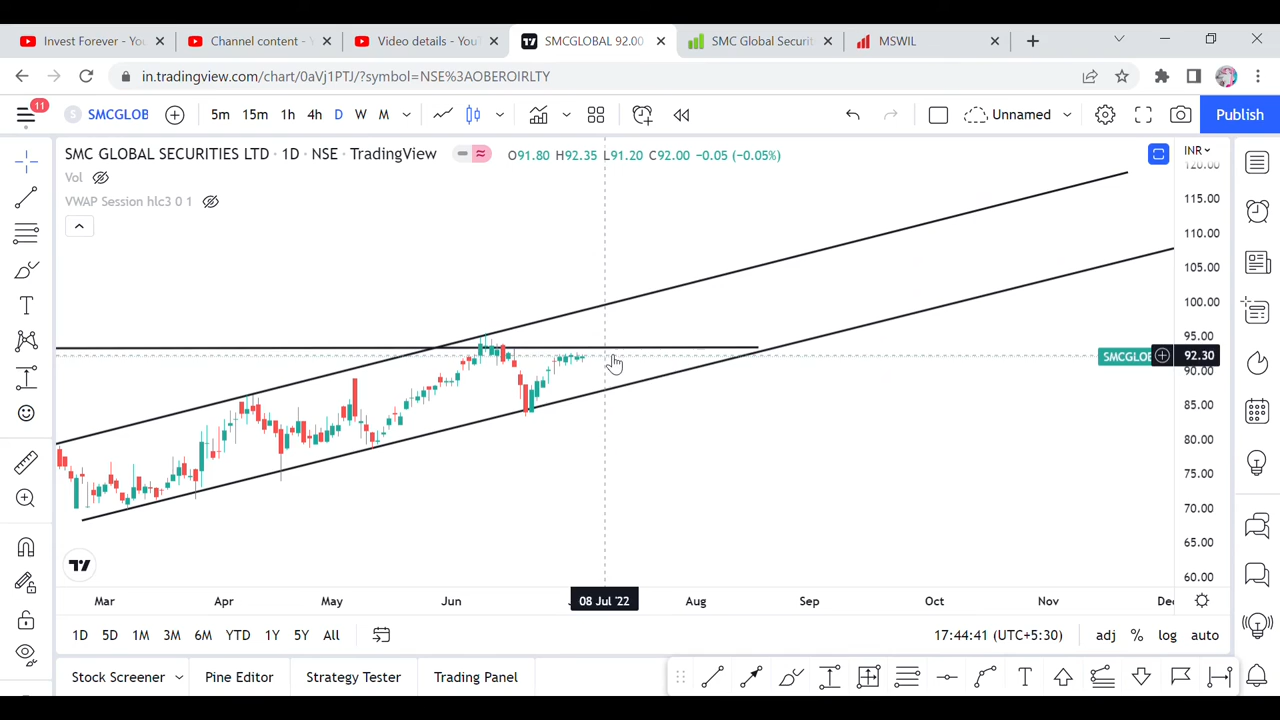 Invest Forever - You
Channel content - 
Video details - You
SMCGLOBAL 92.00
SMC Global Securit
MSWIL
in.tradingview.com/chart/0aVj1PTJ/?symbol=NSE%3AOBEROIRLTY
11
S SMCGLOB 5m 15m 1h 4h D W M Unnamed Publish
SMC GLOBAL SECURITIES LTD · 1D · NSE · TradingView O91.80 H92.35 L91.20 C92.00 −0.05 (−0.05%) INR
Vol
VWAP Session hlc3 0 1
120.00
115.00
110.00
105.00
100.00
95.00
SMCGLOB 92.30
90.00
85.00
80.00
75.00
70.00
65.00
60.00
Mar Apr May Jun 08 Jul '22 Aug Sep Oct Nov De
1D 5D 1M 3M 6M YTD 1Y 5Y All 17:44:41 (UTC+5:30) adj % log auto
Stock Screener Pine Editor Strategy Tester Trading Panel